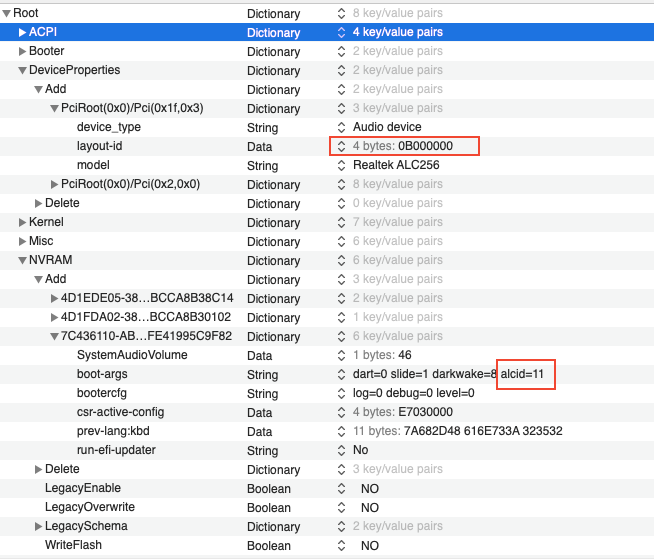 Root Dictionary 8 key/value pairs
ACPI Dictionary 4 key/value pairs
Booter Dictionary 2 key/value pairs
DeviceProperties Dictionary 2 key/value pairs
Add Dictionary 2 key/value pairs
PciRoot(0x0)/Pci(0x1f,0x3) Dictionary 3 key/value pairs
device_type String Audio device
layout-id Data 4 bytes: 0B000000
model String Realtek ALC256
PciRoot(0x0)/Pci(0x2,0x0) Dictionary 8 key/value pairs
Delete Dictionary 0 key/value pairs
Kernel Dictionary 7 key/value pairs
Misc Dictionary 6 key/value pairs
NVRAM Dictionary 6 key/value pairs
Add Dictionary 3 key/value pairs
4D1EDE05-38…BCCA8B38C14 Dictionary 2 key/value pairs
4D1FDA02-38…BCCA8B30102 Dictionary 1 key/value pairs
7C436110-AB…FE41995C9F82 Dictionary 6 key/value pairs
SystemAudioVolume Data 1 bytes: 46
boot-args String dart=0 slide=1 darkwake=8 alcid=11
bootercfg String log=0 debug=0 level=0
csr-active-config Data 4 bytes: E7030000
prev-lang:kbd Data 11 bytes: 7A682D48 616E733A 323532
run-efi-updater String No
Delete Dictionary 3 key/value pairs
LegacyEnable Boolean NO
LegacyOverwrite Boolean NO
LegacySchema Dictionary 2 key/value pairs
WriteFlash Boolean NO